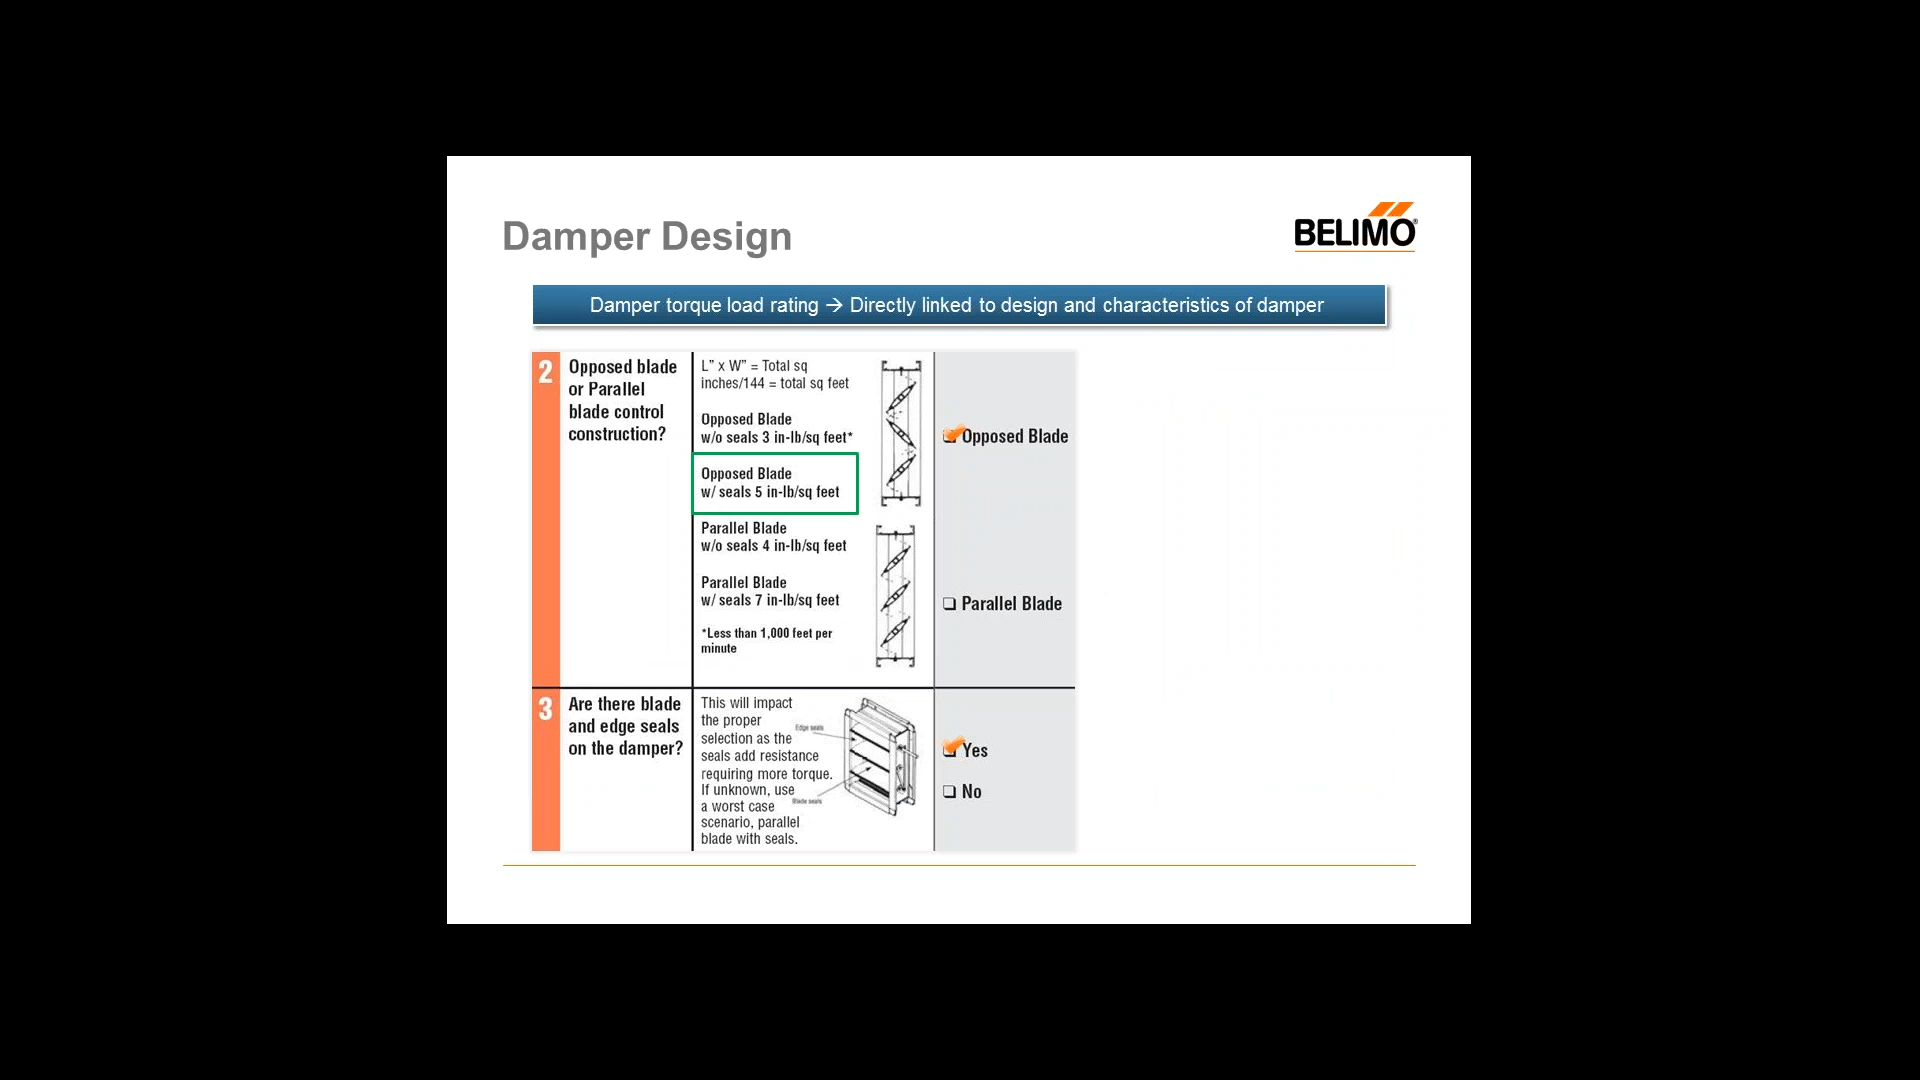 Damper Design
BELIMO®
Damper torque load rating → Directly linked to design and characteristics of damper
2
Opposed blade
or Parallel
blade control
construction?
L” x W” = Total sq
inches/144 = total sq feet
Opposed Blade
w/o seals 3 in-lb/sq feet*
Opposed Blade
w/ seals 5 in-lb/sq feet
Parallel Blade
w/o seals 4 in-lb/sq feet
Parallel Blade
w/ seals 7 in-lb/sq feet
*Less than 1,000 feet per
minute
Opposed Blade
Parallel Blade
3
Are there blade
and edge seals
on the damper?
This will impact
the proper
selection as the
seals add resistance
requiring more torque.
If unknown, use
a worst case
scenario, parallel
blade with seals.
Edge seals
Blade seals
Yes
No